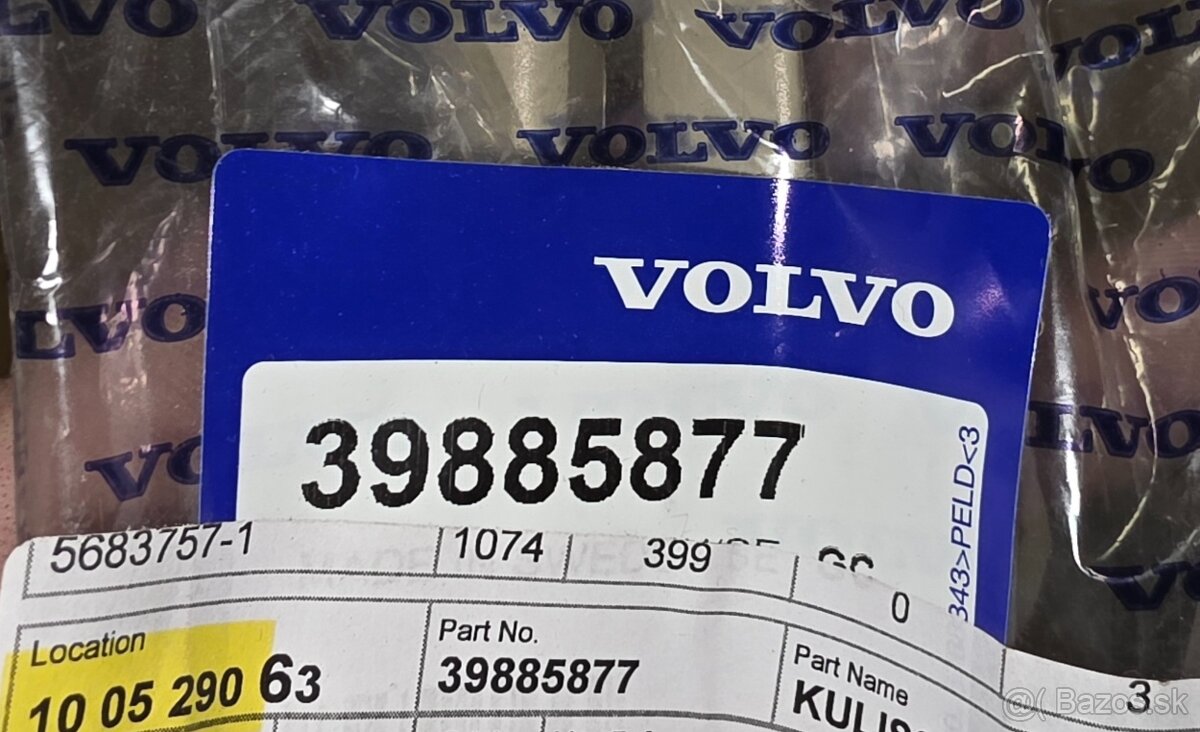 VOLVO VOLVO VOLVO
VOLVO VOLVO VOLVO
VOLVO
39885877
343>PELD<3
5683757-1 1074 399 0
Location
10 05 290 63
Part No.
39885877
Part Name
3
@( Bazos.sk